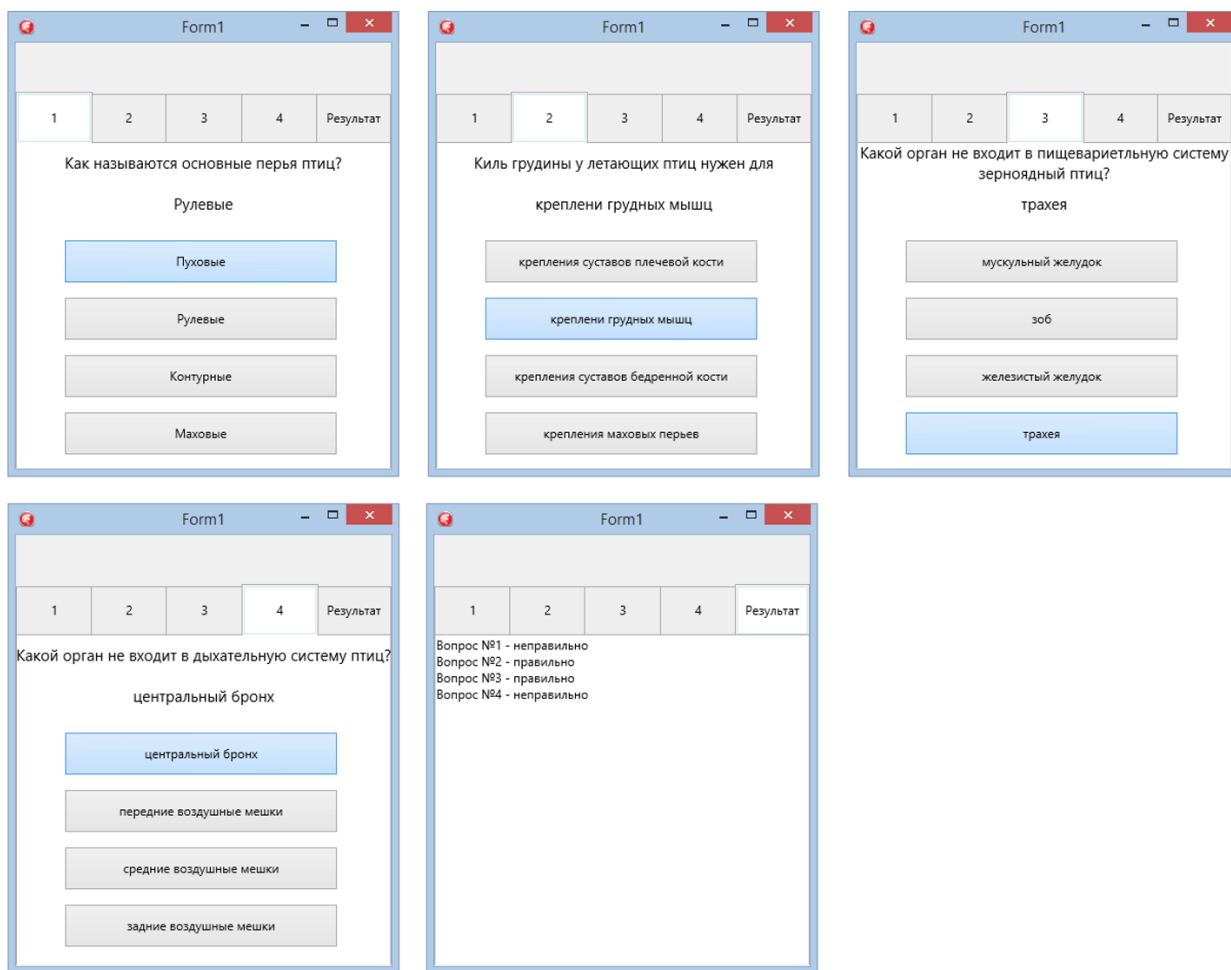 Form1
1 2 3 4 Результат
Как называются основные перья птиц?
Рулевые
Пуховые
Рулевые
Контурные
Маховые
Form1
1 2 3 4 Результат
Киль грудины у летающих птиц нужен для
креплени грудных мышц
крепления суставов плечевой кости
креплени грудных мышц
крепления суставов бедренной кости
крепления маховых перьев
Form1
1 2 3 4 Результат
Какой орган не входит в пищевариетльную систему
зерноядный птиц?
трахея
мускульный желудок
зоб
железистый желудок
трахея
Form1
1 2 3 4 Результат
Какой орган не входит в дыхательную систему птиц?
центральный бронх
центральный бронх
передние воздушные мешки
средние воздушные мешки
задние воздушные мешки
Form1
1 2 3 4 Результат
Вопрос №1 - неправильно
Вопрос №2 - правильно
Вопрос №3 - правильно
Вопрос №4 - неправильно